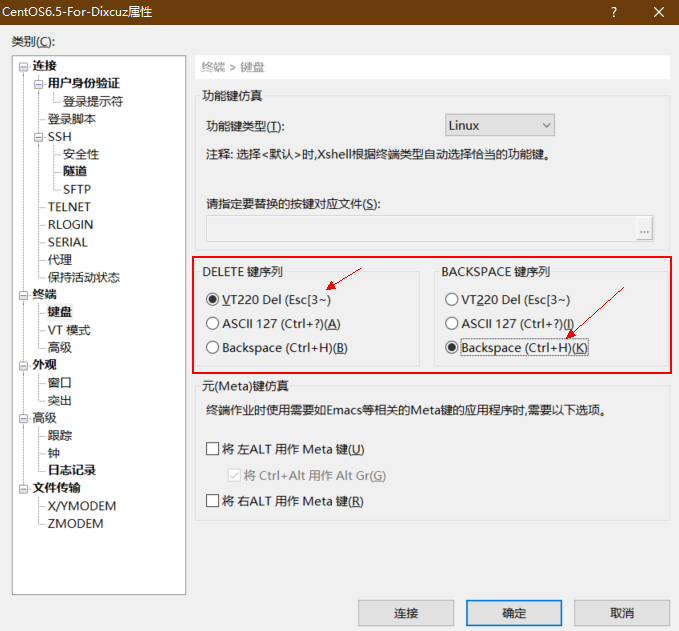 CentOS6.5-For-Dixcuz属性
?
类别(C):
连接
用户身份验证
登录提示符
登录脚本
SSH
安全性
隧道
SFTP
TELNET
RLOGIN
SERIAL
代理
保持活动状态
终端
键盘
VT 模式
高级
外观
窗口
突出
高级
跟踪
钟
日志记录
文件传输
X/YMODEM
ZMODEM
终端 > 键盘
功能键仿真
功能键类型(T):
Linux
注释: 选择<默认>时,Xshell根据终端类型自动选择恰当的功能键。
请指定要替换的按键对应文件(S):
...
DELETE 键序列
VT220 Del (Esc[3~)
ASCII 127 (Ctrl+?)(A)
Backspace (Ctrl+H)(B)
BACKSPACE 键序列
VT220 Del (Esc[3~)
ASCII 127 (Ctrl+?)(I)
Backspace (Ctrl+H)(K)
元(Meta)键仿真
终端作业时使用需要如Emacs等相关的Meta键的应用程序时,需要以下选项。
将 左ALT 用作 Meta 键(U)
将 Ctrl+Alt 用作 Alt Gr(G)
将 右ALT 用作 Meta 键(R)
连接
确定
取消